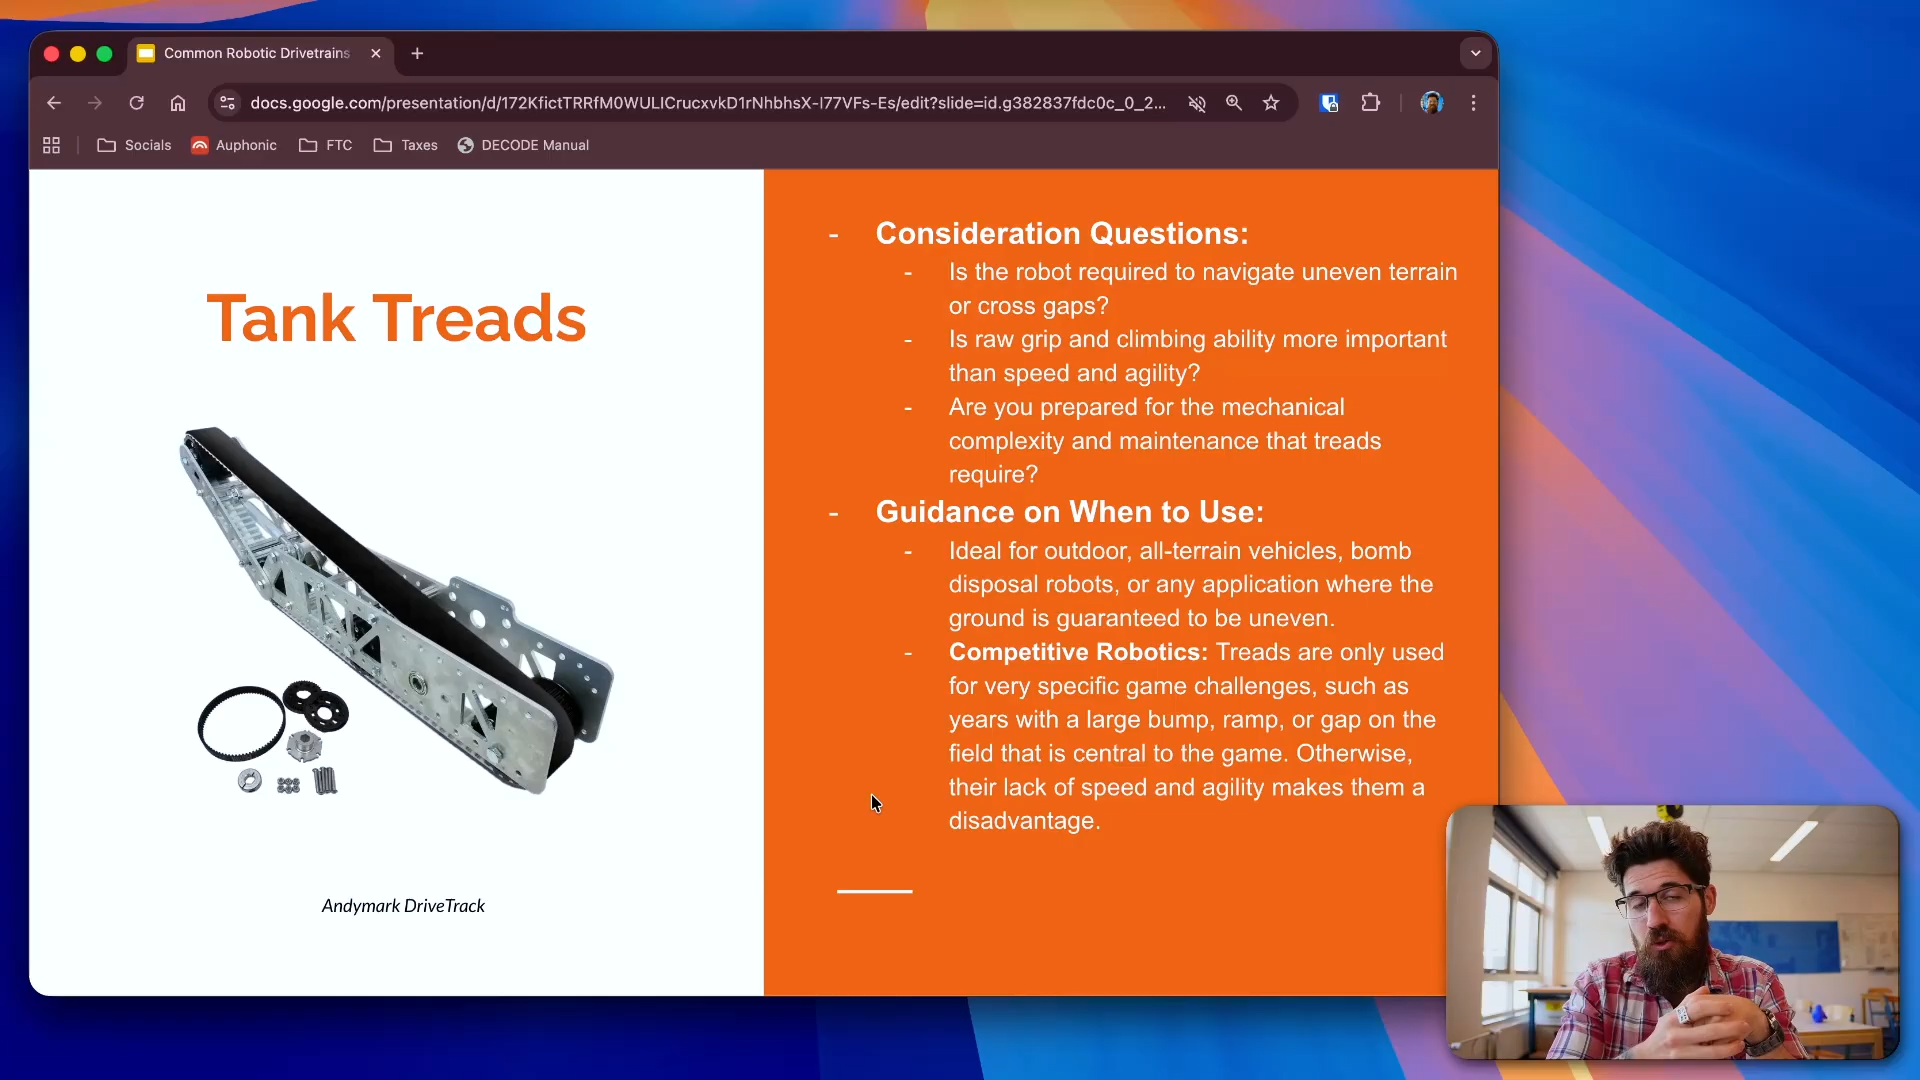 Common Robotic Drivetrains
docs.google.com/presentation/d/172KfictTRRfM0WULICrucxvkD1rNhbhsX-I77VFs-Es/edit?slide=id.g382837fdc0c_0_2...
Socials
Auphonic
FTC
Taxes
DECODE Manual
Tank Treads
Andymark DriveTrack
- Consideration Questions:
- Is the robot required to navigate uneven terrain
or cross gaps?
- Is raw grip and climbing ability more important
than speed and agility?
- Are you prepared for the mechanical
complexity and maintenance that treads
require?
- Guidance on When to Use:
- Ideal for outdoor, all-terrain vehicles, bomb
disposal robots, or any application where the
ground is guaranteed to be uneven.
- Competitive Robotics: Treads are only used
for very specific game challenges, such as
years with a large bump, ramp, or gap on the
field that is central to the game. Otherwise,
their lack of speed and agility makes them a
disadvantage.